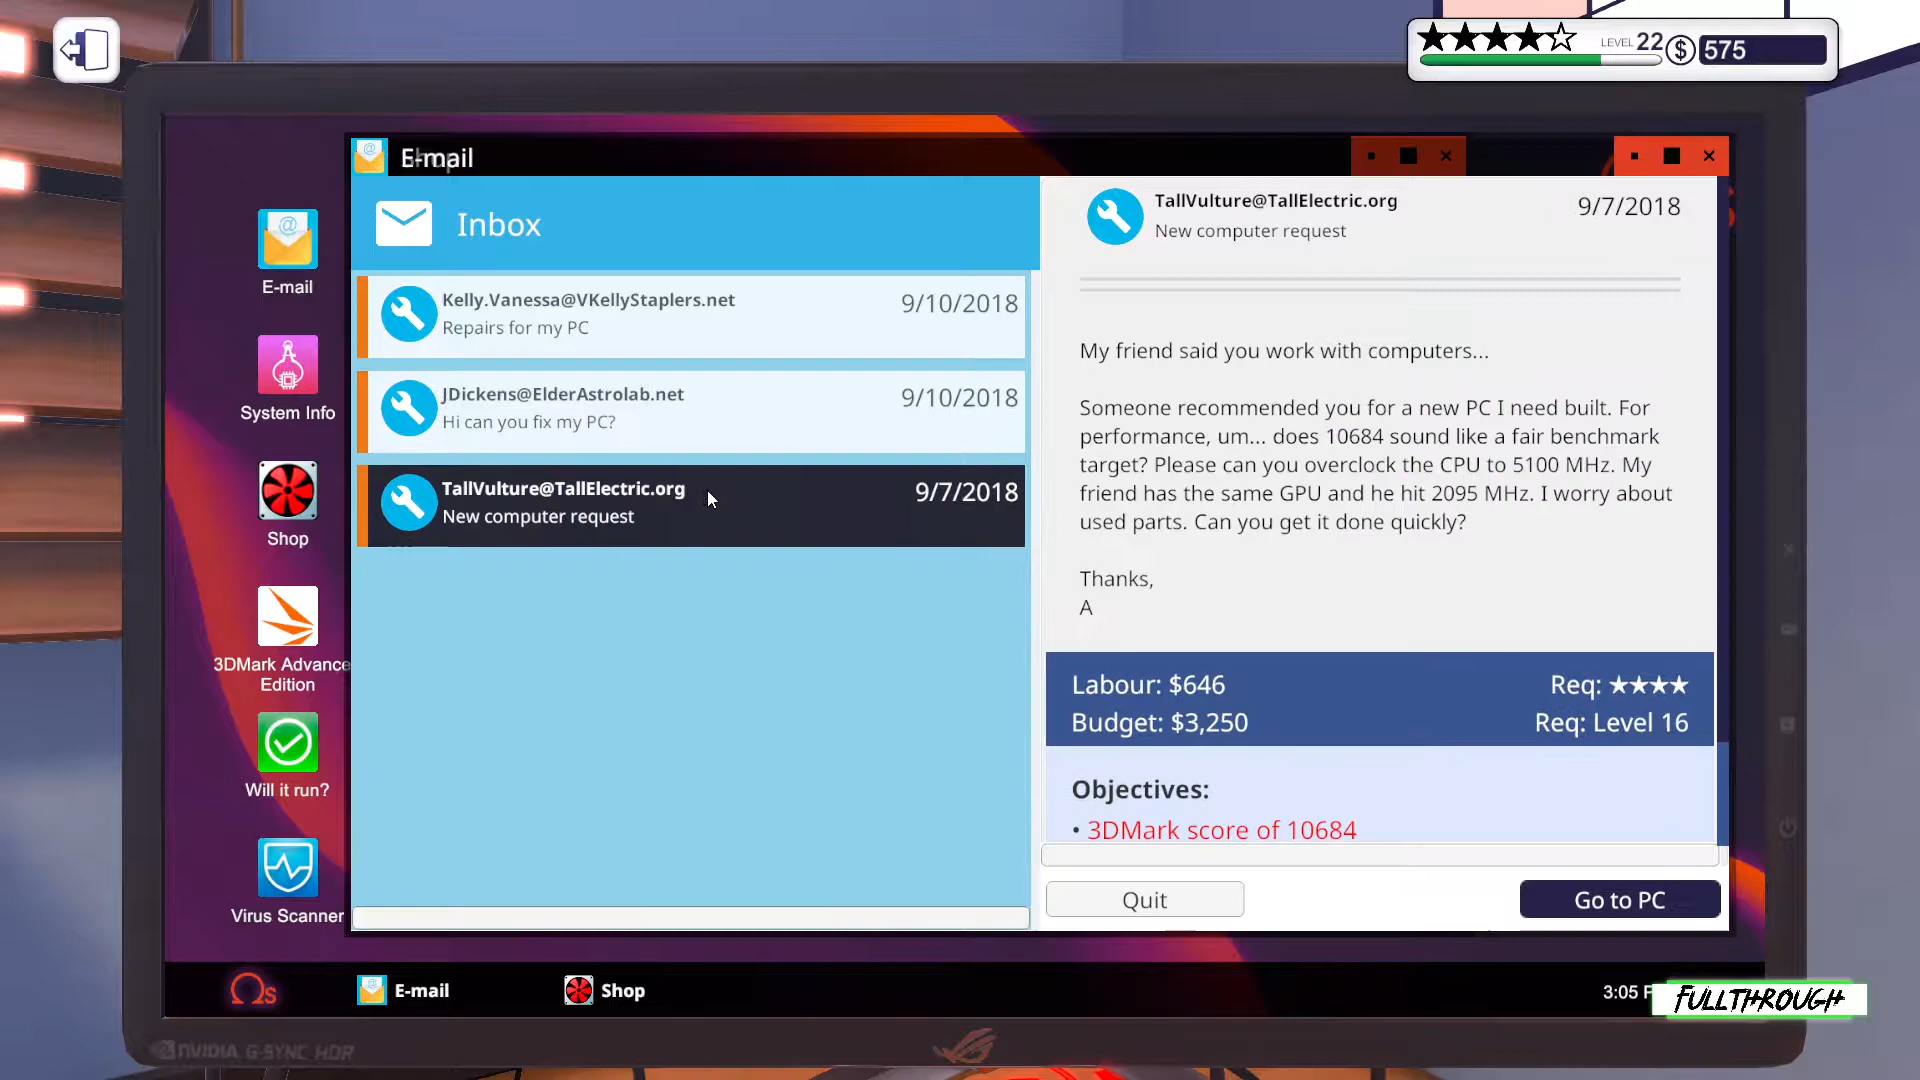 LEVEL 22
$ 575
E-mail
Inbox
Kelly.Vanessa@VKellyStaplers.net
9/10/2018
Repairs for my PC
JDickens@ElderAstrolab.net
9/10/2018
Hi can you fix my PC?
TallVulture@TallElectric.org
9/7/2018
New computer request
TallVulture@TallElectric.org
9/7/2018
New computer request
My friend said you work with computers...
Someone recommended you for a new PC I need built. For
performance, um... does 10684 sound like a fair benchmark
target? Please can you overclock the CPU to 5100 MHz. My
friend has the same GPU and he hit 2095 MHz. I worry about
used parts. Can you get it done quickly?
Thanks,
A
Labour: $646
Req: ★★★★
Budget: $3,250
Req: Level 16
Objectives:
• 3DMark score of 10684
Quit
Go to PC
E-mail
System Info
Shop
3DMark Advance
Edition
Will it run?
Virus Scanner
Ωs
E-mail
Shop
3:05 P
FULLTHROUGH
NVIDIA G-SYNC HDR